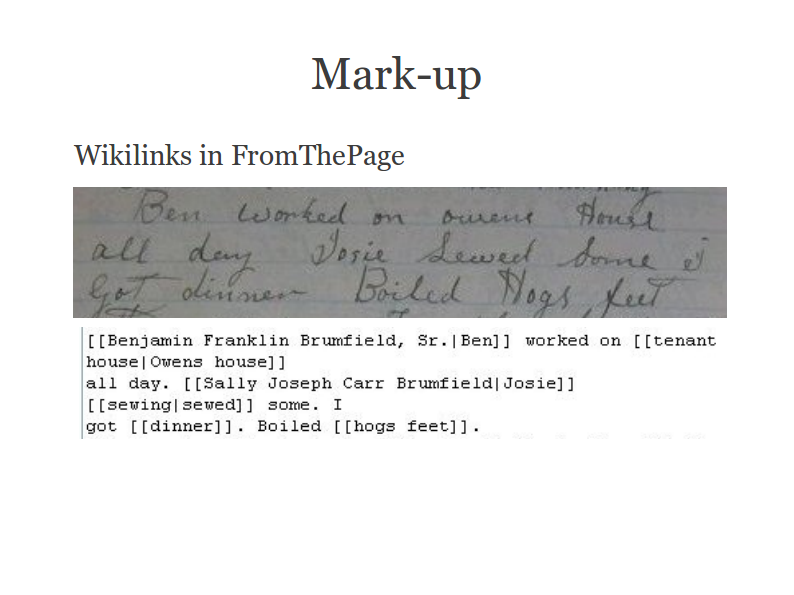 Mark-up
Wikilinks in FromThePage
Ben worked on owens House
all day Josie Sewed Some I
Got dinner Boiled Hogs feet
[[Benjamin Franklin Brumfield, Sr.|Ben]] worked on [[tenant
house|Owens house]]
all day. [[Sally Joseph Carr Brumfield|Josie]]
[[sewing|sewed]] some. I
got [[dinner]]. Boiled [[hogs feet]].